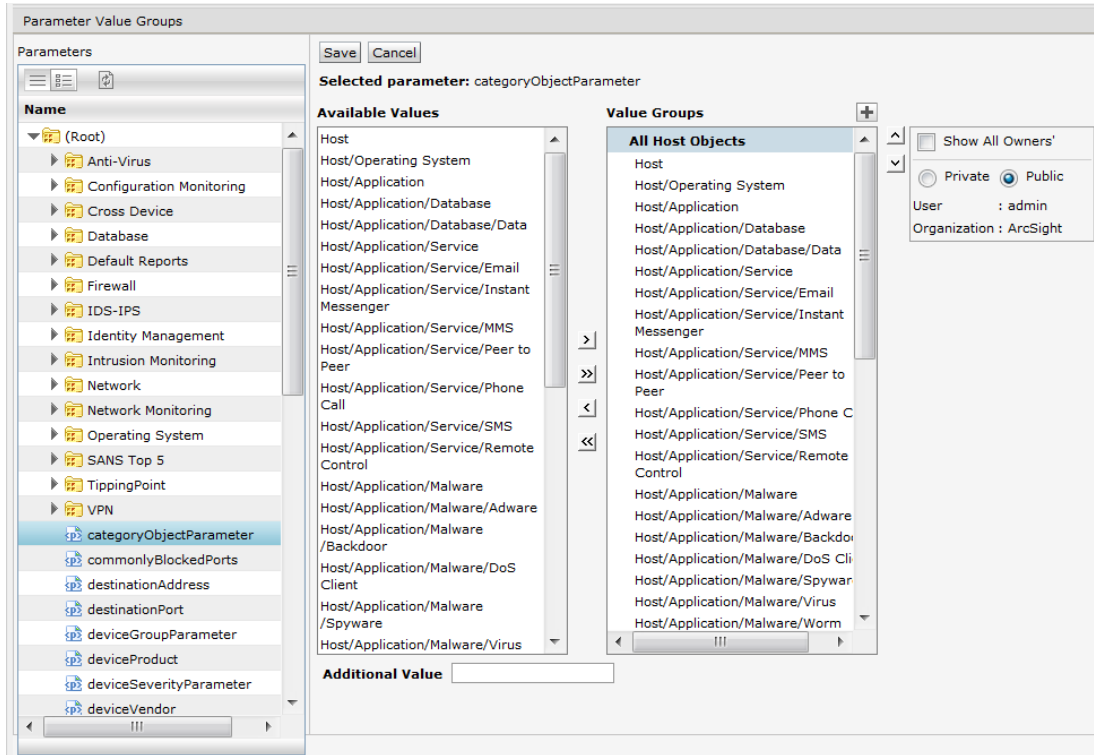 Parameter Value Groups
Parameters
Name
(Root)
Anti-Virus
Configuration Monitoring
Cross Device
Database
Default Reports
Firewall
IDS-IPS
Identity Management
Intrusion Monitoring
Network
Network Monitoring
Operating System
SANS Top 5
TippingPoint
VPN
categoryObjectParameter
commonlyBlockedPorts
destinationAddress
destinationPort
deviceGroupParameter
deviceProduct
deviceSeverityParameter
deviceVendor
Save Cancel
Selected parameter: categoryObjectParameter
Available Values
Host
Host/Operating System
Host/Application
Host/Application/Database
Host/Application/Database/Data
Host/Application/Service
Host/Application/Service/Email
Host/Application/Service/Instant
Messenger
Host/Application/Service/MMS
Host/Application/Service/Peer to
Peer
Host/Application/Service/Phone
Call
Host/Application/Service/SMS
Host/Application/Service/Remote
Control
Host/Application/Malware
Host/Application/Malware/Adware
Host/Application/Malware
/Backdoor
Host/Application/Malware/DoS
Client
Host/Application/Malware
/Spyware
Host/Application/Malware/Virus
Additional Value
Value Groups
All Host Objects
Host
Host/Operating System
Host/Application
Host/Application/Database
Host/Application/Database/Data
Host/Application/Service
Host/Application/Service/Email
Host/Application/Service/Instant
Messenger
Host/Application/Service/MMS
Host/Application/Service/Peer to
Peer
Host/Application/Service/Phone C
Host/Application/Service/SMS
Host/Application/Service/Remote
Control
Host/Application/Malware
Host/Application/Malware/Adware
Host/Application/Malware/Backdoo
Host/Application/Malware/DoS Cli
Host/Application/Malware/Spywar
Host/Application/Malware/Virus
Host/Application/Malware/Worm
Show All Owners'
Private Public
User : admin
Organization : ArcSight